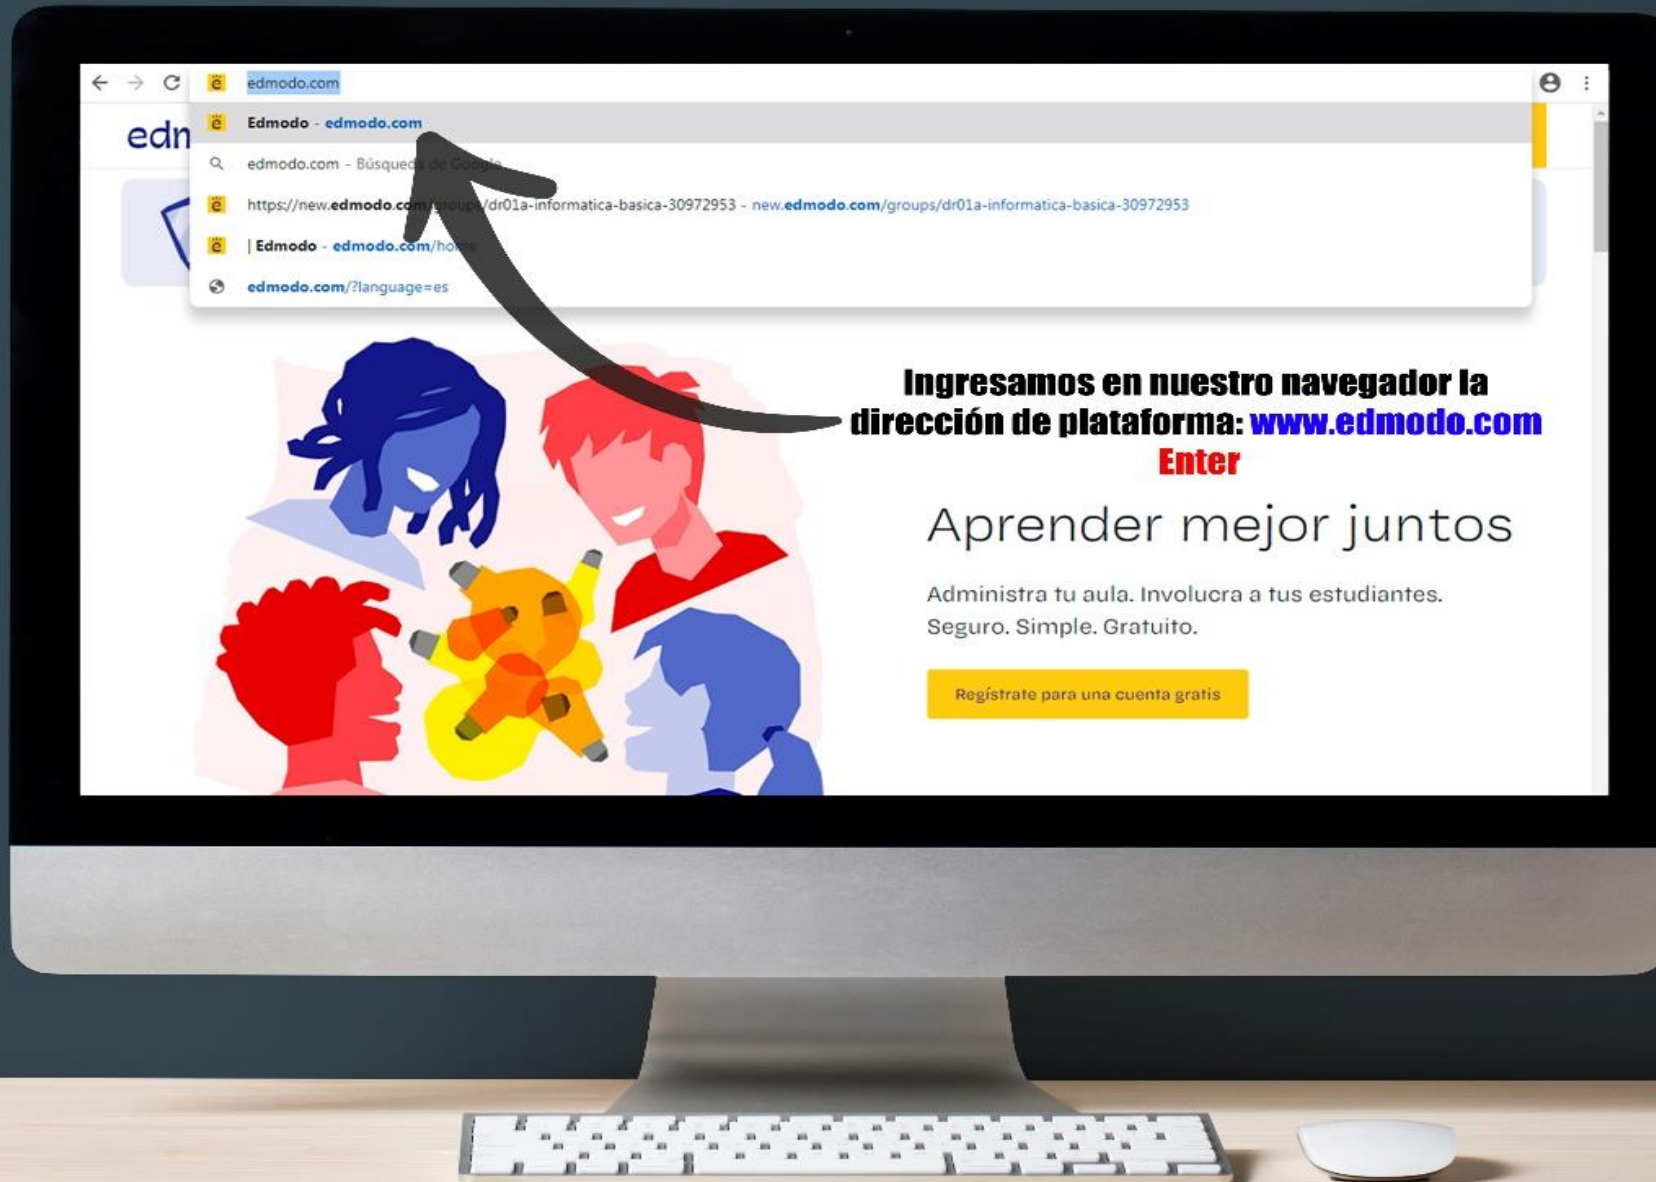 edmodo.com
edn
Edmodo - edmodo.com
edmodo.com - Búsqueda de Google
https://new.edmodo.com/groups/dr01a-informatica-basica-30972953 - new.edmodo.com/groups/dr01a-informatica-basica-30972953
| Edmodo - edmodo.com/home
edmodo.com/?language=es
Ingresamos en nuestro navegador la
dirección de plataforma: www.edmodo.com
Enter
Aprender mejor juntos
Administra tu aula. Involucra a tus estudiantes.
Seguro. Simple. Gratuito.
Regístrate para una cuenta gratis